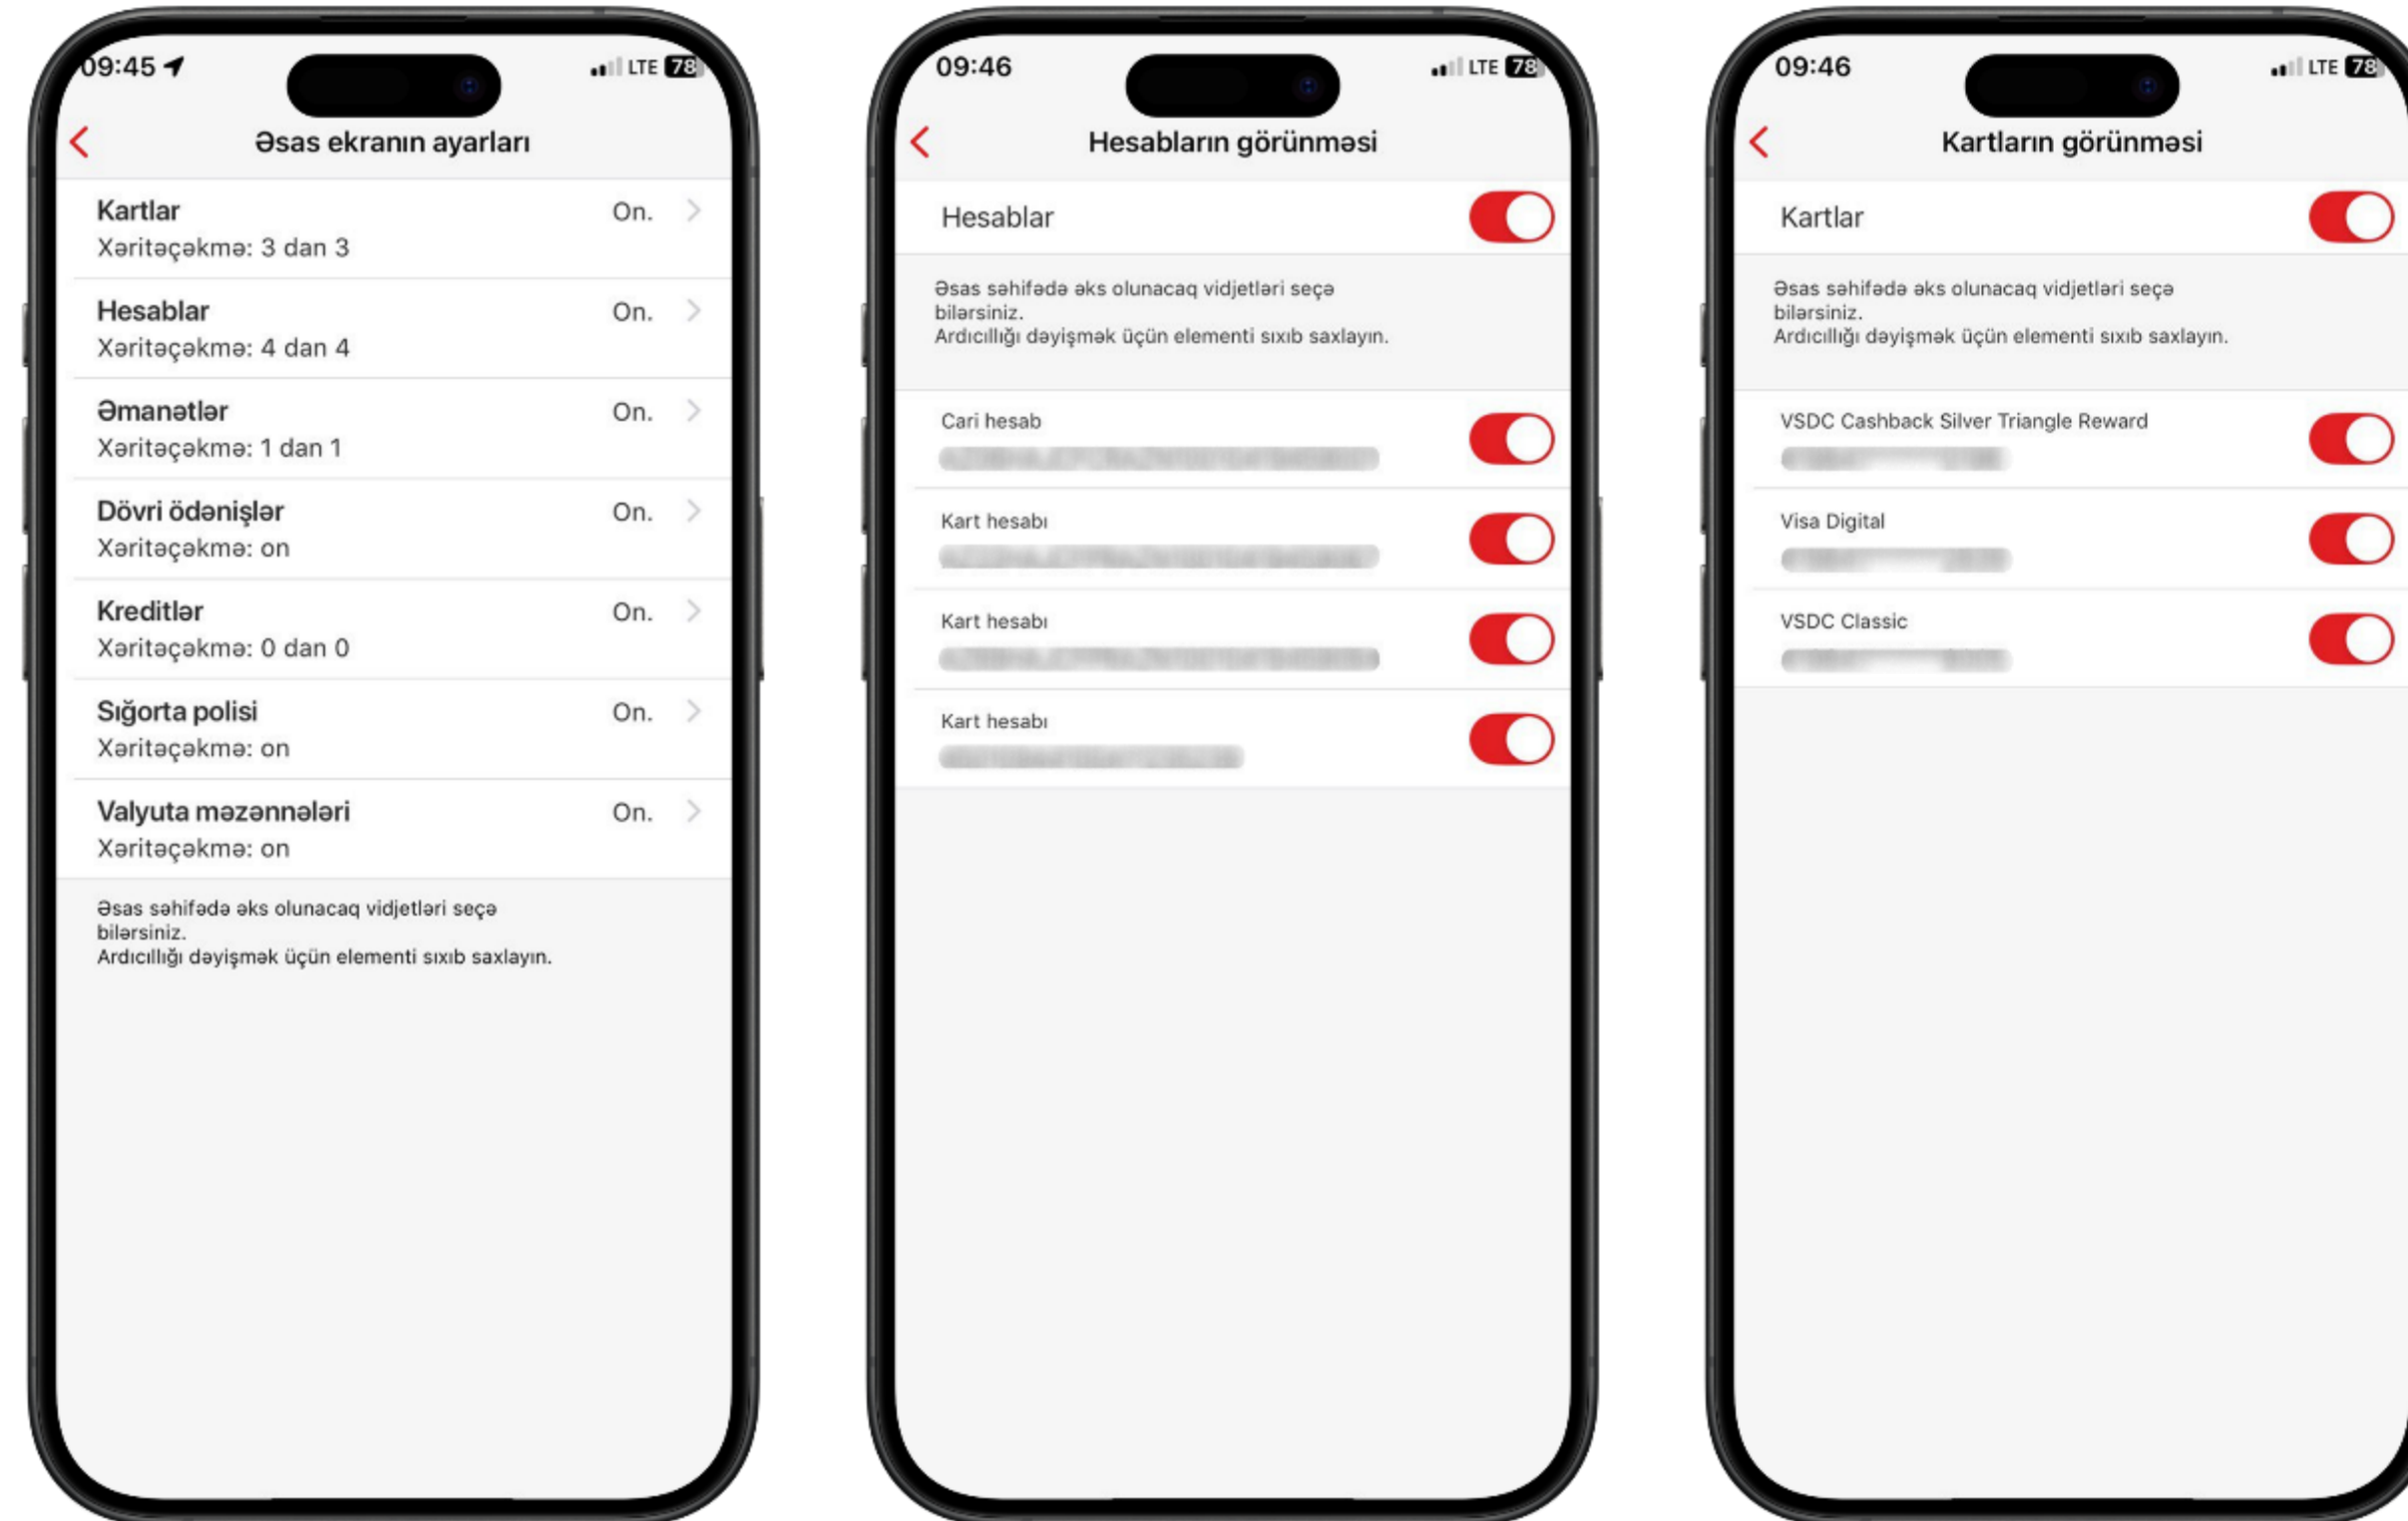 09:45
LTE 78
Əsas ekranın ayarları
Kartlar
On.
Xəritəçəkmə: 3 dan 3
Hesablar
On.
Xəritəçəkmə: 4 dan 4
Əmanətlər
On.
Xəritəçəkmə: 1 dan 1
Dövri ödənişlər
On.
Xəritəçəkmə: on
Kreditlər
On.
Xəritəçəkmə: 0 dan 0
Sığorta polisi
On.
Xəritəçəkmə: on
Valyuta məzənnələri
On.
Xəritəçəkmə: on
Əsas səhifədə əks olunacaq vidjetləri seçə
bilərsiniz.
Ardıcıllığı dəyişmək üçün elementi sıxıb saxlayın.
09:46
LTE 78
Hesabların görünməsi
Hesablar
Əsas səhifədə əks olunacaq vidjetləri seçə
bilərsiniz.
Ardıcıllığı dəyişmək üçün elementi sıxıb saxlayın.
Cari hesab
Kart hesabı
Kart hesabı
Kart hesabı
09:46
LTE 78
Kartların görünməsi
Kartlar
Əsas səhifədə əks olunacaq vidjetləri seçə
bilərsiniz.
Ardıcıllığı dəyişmək üçün elementi sıxıb saxlayın.
VSDC Cashback Silver Triangle Reward
Visa Digital
VSDC Classic